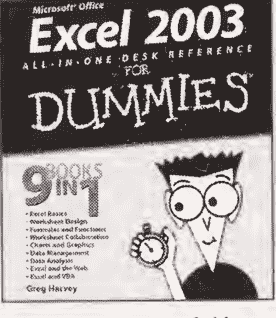 Microsoft® Office
Excel 2003
ALL-IN-ONE DESK REFERENCE
FOR
DUMMIES
9 BOOKS
IN 1
• Excel Basics
• Worksheet Design
• Formulas and Functions
• Worksheet Collaboration
• Charts and Graphics
• Data Management
• Data Analysis
• Excel and the Web
• Excel and VBA
Greg Harvey